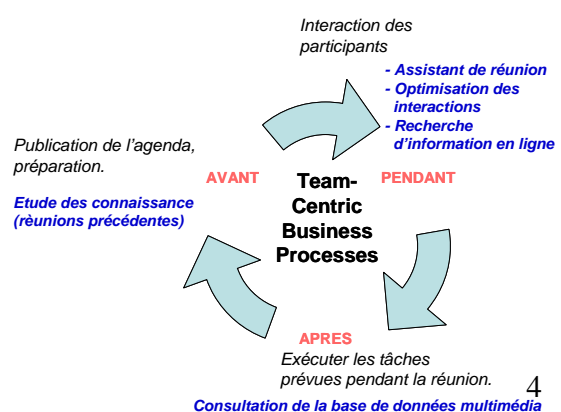 Interaction des
participants
- Assistant de réunion
- Optimisation des
interactions
- Recherche
d'information en ligne
Publication de l'agenda,
préparation.
Etude des connaissance
(rèunions précédentes)
AVANT
Team-
Centric
Business
Processes
PENDANT
APRES
Exécuter les tâches
prévues pendant la réunion.
Consultation de la base de données multimédia
4